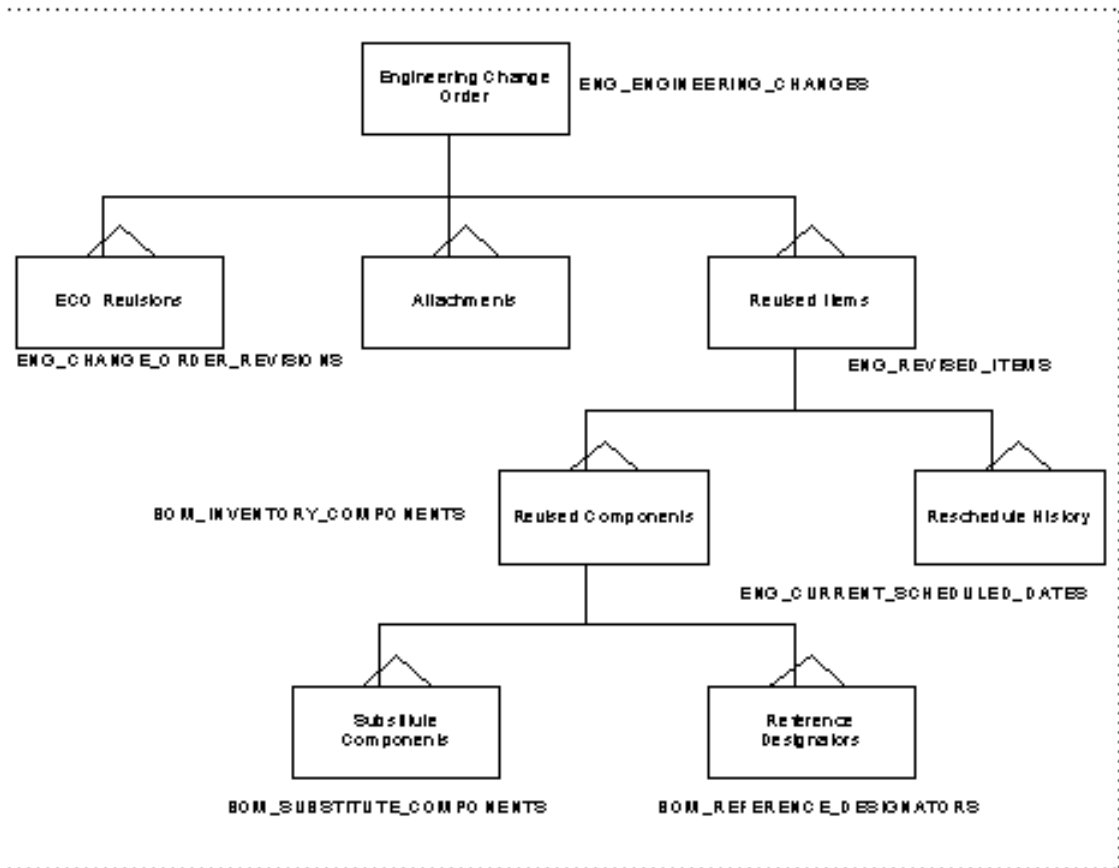 Engineering Change
Order
ENG_ENGINEERING_CHANGES
ECO Revisions
Attachments
Revised Items
ENG_CHANGE_ORDER_REVISIONS
ENG_REVISED_ITEMS
BOM_INVENTORY_COMPONENTS
Revised Components
Reschedule History
ENG_CURRENT_SCHEDULED_DATES
Substitute
Components
Reference
Designators
BOM_SUBSTITUTE_COMPONENTS
BOM_REFERENCE_DESIGNATORS